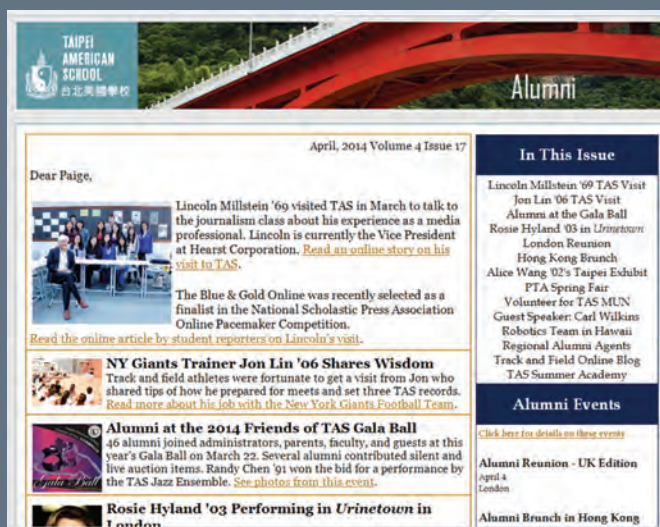 TAIPEI
AMERICAN
SCHOOL
台北美國學校
Alumni
April, 2014 Volume 4 Issue 17
Dear Paige,
Lincoln Millstein '69 visited TAS in March to talk to
the journalism class about his experience as a media
professional. Lincoln is currently the Vice President
at Hearst Corporation. Read an online story on his
visit to TAS.
The Blue & Gold Online was recently selected as a
finalist in the National Scholastic Press Association
Online Pacemaker Competition.
Read the online article by student reporters on Lincoln's visit.
NY Giants Trainer Jon Lin '06 Shares Wisdom
Track and field athletes were fortunate to get a visit from Jon who
shared tips of how he prepared for meets and set three TAS records.
Read more about his job with the New York Giants Football Team.
Gala Ball
Alumni at the 2014 Friends of TAS Gala Ball
46 alumni joined administrators, parents, faculty, and guests at this
year's Gala Ball on March 22. Several alumni contributed silent and
live auction items. Randy Chen '91 won the bid for a performance by
the TAS Jazz Ensemble. See photos from this event.
Rosie Hyland '03 Performing in Urinetown in
London
In This Issue
Lincoln Millstein '69 TAS Visit
Jon Lin '06 TAS Visit
Alumni at the Gala Ball
Rosie Hyland '03 in Urinetown
London Reunion
Hong Kong Brunch
Alice Wang '02's Taipei Exhibit
PTA Spring Fair
Volunteer for TAS MUN
Guest Speaker: Carl Wilkins
Robotics Team in Hawaii
Regional Alumni Agents
Track and Field Online Blog
TAS Summer Academy
Alumni Events
Click here for details on these events
Alumni Reunion - UK Edition
April 4
London
Alumni Brunch in Hong Kong